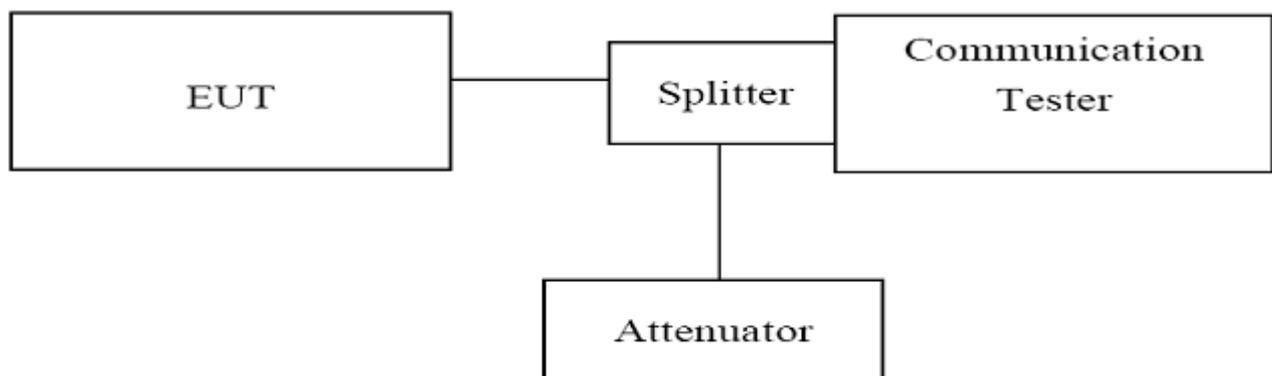 EUT
Splitter
Communication
Tester
Attenuator